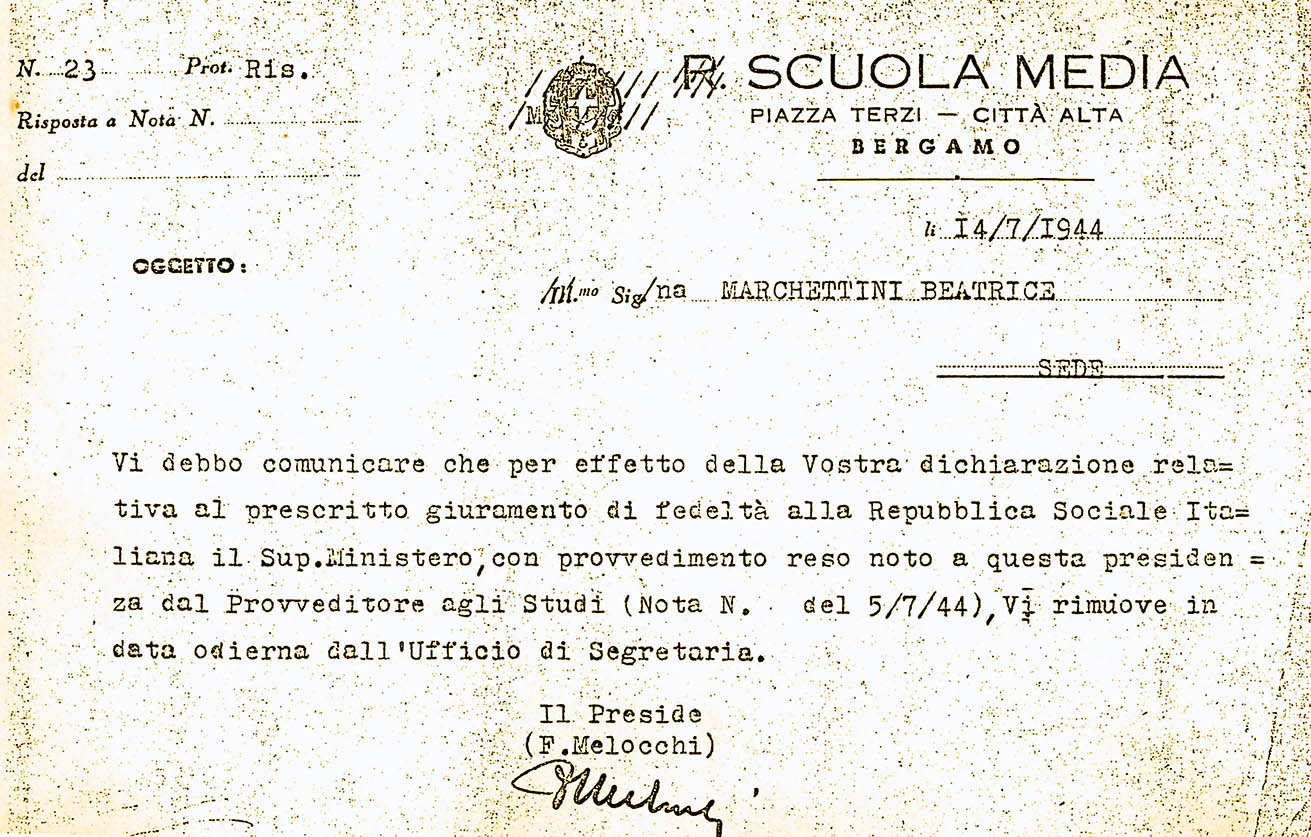 N. 23 Prot. Ris.
Risposta a Nota N.
del
R. SCUOLA MEDIA
PIAZZA TERZI — CITTÀ ALTA
BERGAMO
li 14/7/1944
OGGETTO:
Ill.mo Sig/na MARCHETTINI BEATRICE
SEDE
Vi debbo comunicare che per effetto della Vostra dichiarazione rela=
tiva al prescritto giuramento di fedeltà alla Repubblica Sociale Ita=
liana il Sup.Ministero,con provvedimento reso noto a questa presiden =
za dal Provveditore agli Studi (Nota N. del 5/7/44),Vi rimuove in
data odierna dall'Ufficio di Segretaria.
Il Preside
(F.Melocchi)